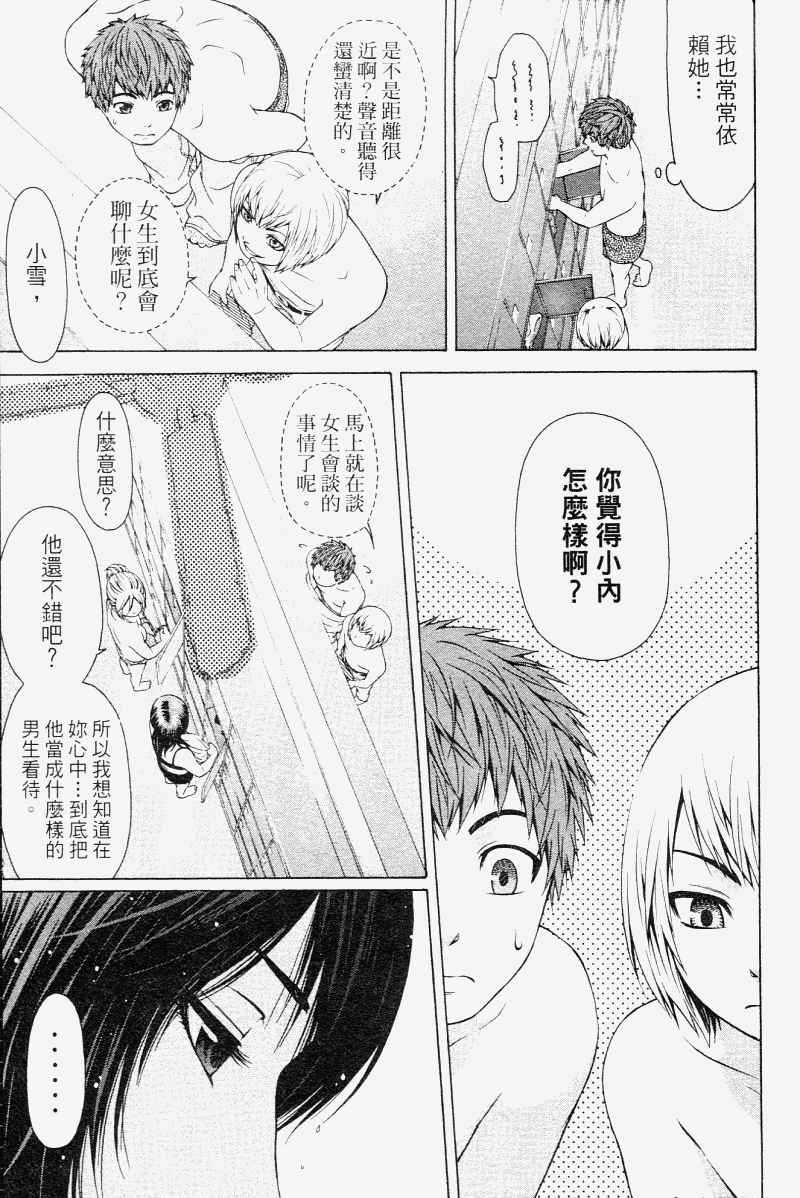 我也常常依
賴她…
是不是距離很
近啊？聲音聽得
還蠻清楚的。
女生到底會
聊什麼呢？
小雪，
你覺得小內
怎麼樣啊？
馬上就在談
女生會談的
事情了呢。
什麼意思？
他還不錯吧？
所以我想知道在
妳心中…到底把
他當成什麼樣的
男生看待。
……